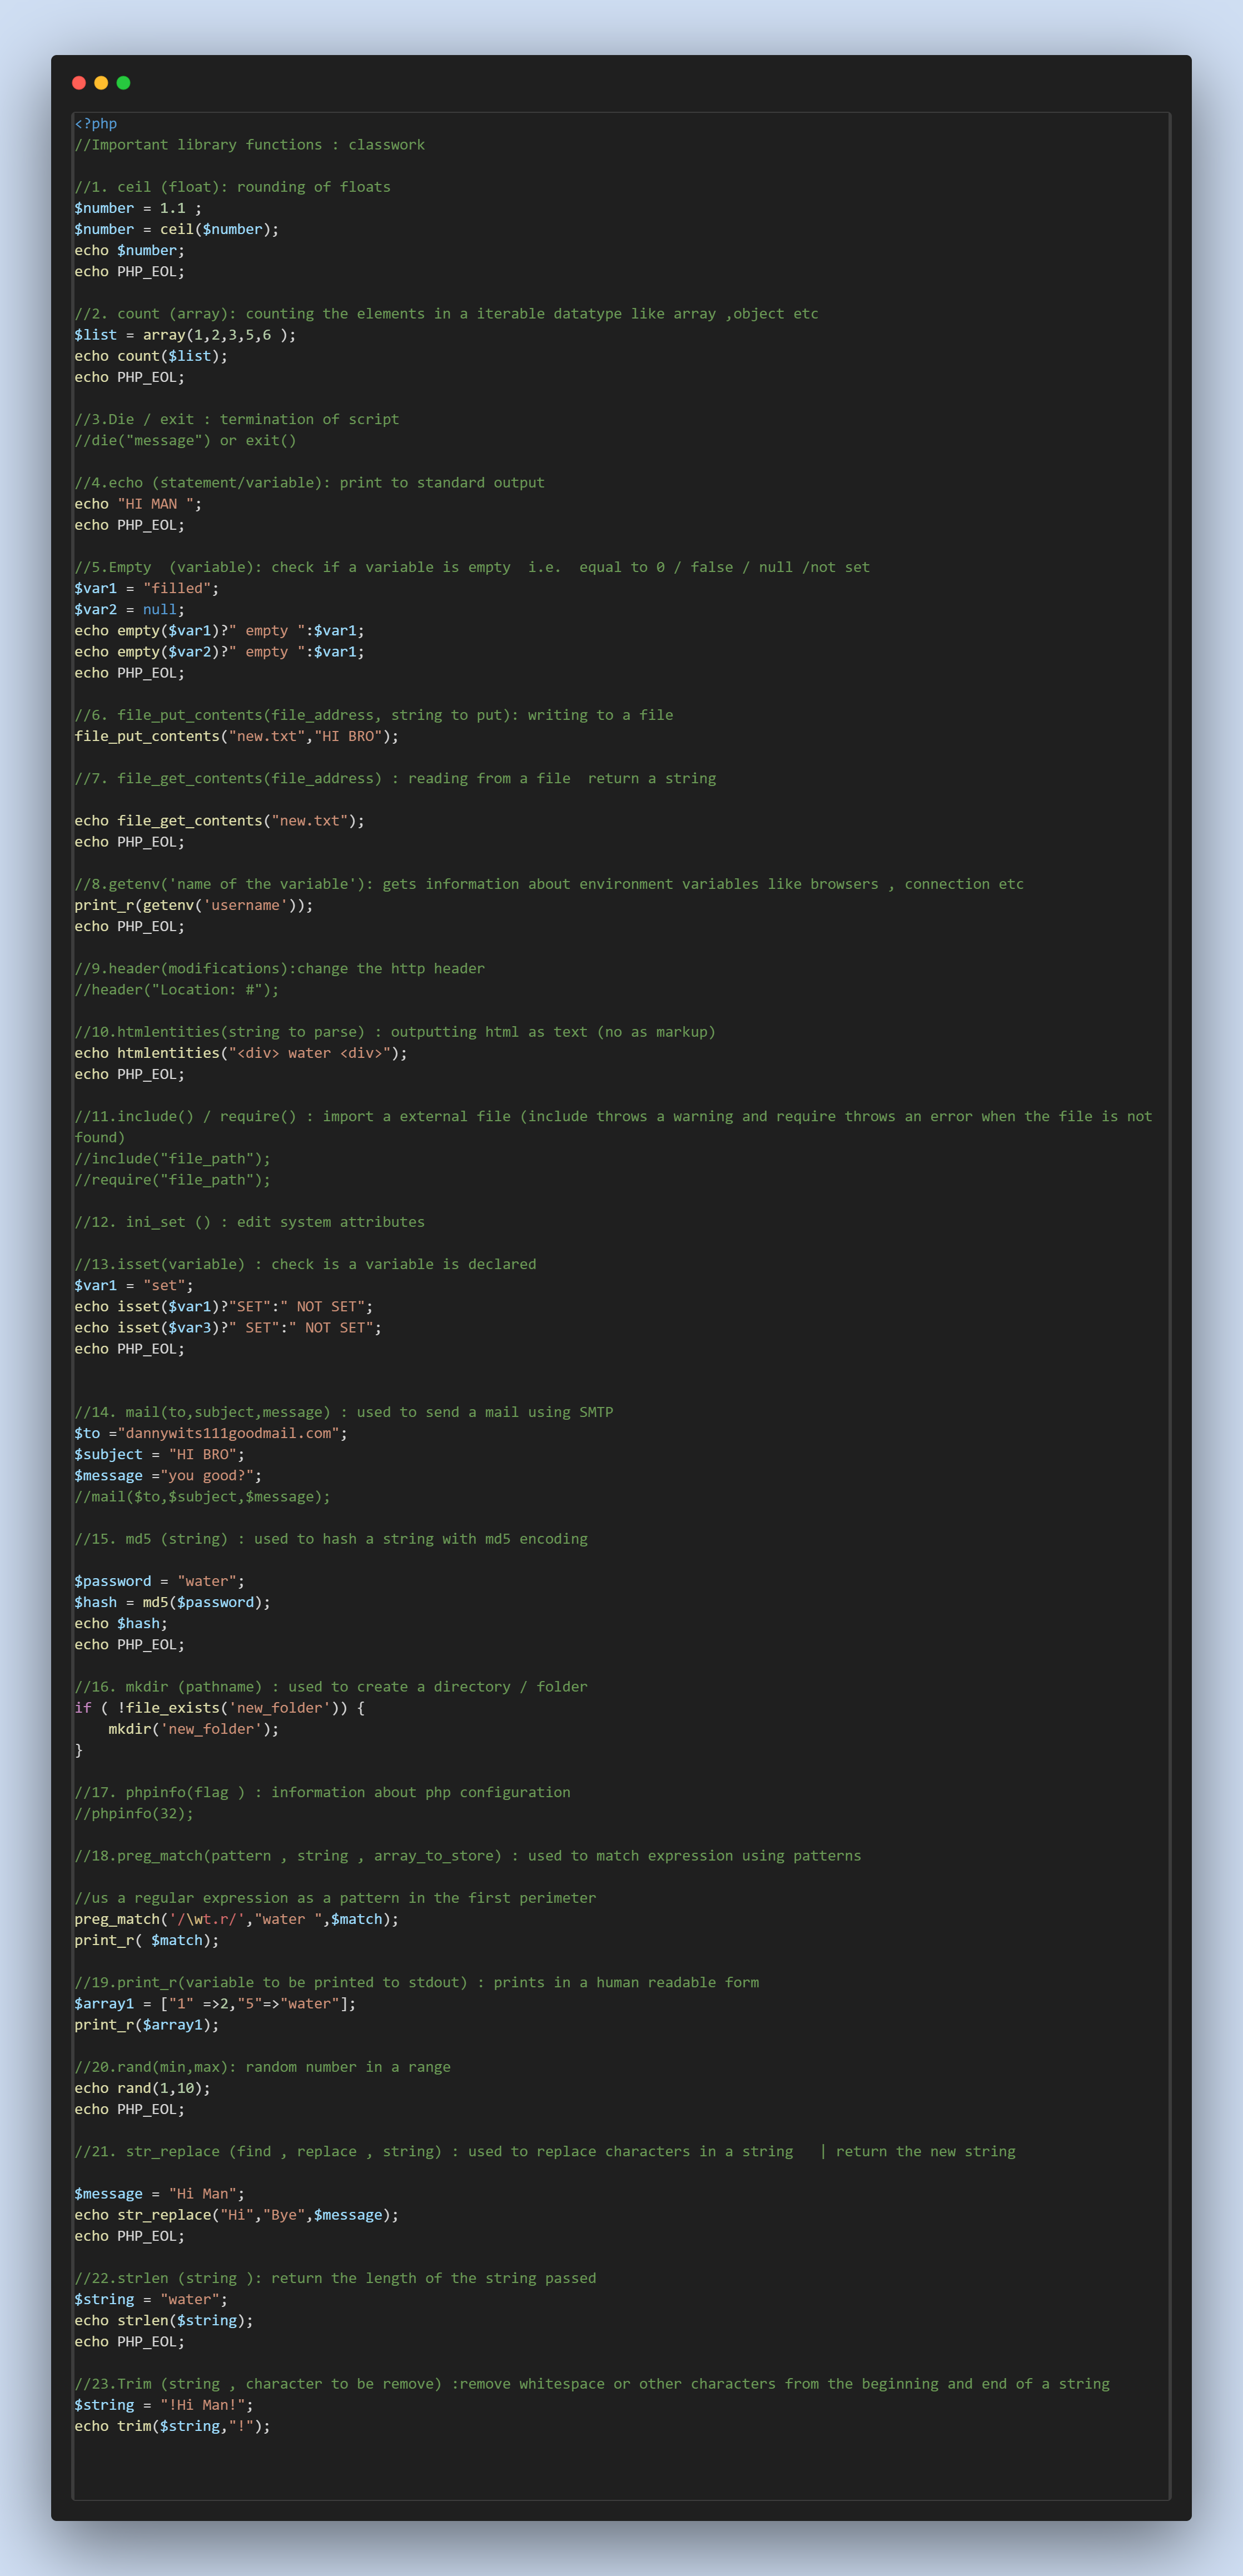 <?php
//Important library functions : classwork
//1. ceil (float): rounding of floats
$number = 1.1 ;
$number = ceil($number);
echo $number;
echo PHP_EOL;
//2. count (array): counting the elements in a iterable datatype like array ,object etc
$list = array(1,2,3,5,6 );
echo count($list);
echo PHP_EOL;
//3.Die / exit : termination of script
//die("message") or exit()
//4.echo (statement/variable): print to standard output
echo "HI MAN ";
echo PHP_EOL;
//5.Empty  (variable): check if a variable is empty  i.e.  equal to 0 / false / null /not set
$var1 = "filled";
$var2 = null;
echo empty($var1)?" empty ":$var1;
echo empty($var2)?" empty ":$var1;
echo PHP_EOL;
//6. file_put_contents(file_address, string to put): writing to a file
file_put_contents("new.txt","HI BRO");
//7. file_get_contents(file_address) : reading from a file  return a string
echo file_get_contents("new.txt");
echo PHP_EOL;
//8.getenv('name of the variable'): gets information about environment variables like browsers , connection etc
print_r(getenv('username'));
echo PHP_EOL;
//9.header(modifications):change the http header
//header("Location: #");
//10.htmlentities(string to parse) : outputting html as text (no as markup)
echo htmlentities("<div> water <div>");
echo PHP_EOL;
//11.include() / require() : import a external file (include throws a warning and require throws an error when the file is not
found)
//include("file_path");
//require("file_path");
//12. ini_set () : edit system attributes
//13.isset(variable) : check is a variable is declared
$var1 = "set";
echo isset($var1)?"SET":" NOT SET";
echo isset($var3)?" SET":" NOT SET";
echo PHP_EOL;
//14. mail(to,subject,message) : used to send a mail using SMTP
$to ="dannywits111goodmail.com";
$subject = "HI BRO";
$message ="you good?";
//mail($to,$subject,$message);
//15. md5 (string) : used to hash a string with md5 encoding
$password = "water";
$hash = md5($password);
echo $hash;
echo PHP_EOL;
//16. mkdir (pathname) : used to create a directory / folder
if ( !file_exists('new_folder')) {
    mkdir('new_folder');
}
//17. phpinfo(flag ) : information about php configuration
//phpinfo(32);
//18.preg_match(pattern , string , array_to_store) : used to match expression using patterns
//us a regular expression as a pattern in the first perimeter
preg_match('/\wt.r/',"water ",$match);
print_r( $match);
//19.print_r(variable to be printed to stdout) : prints in a human readable form
$array1 = ["1" =>2,"5"=>"water"];
print_r($array1);
//20.rand(min,max): random number in a range
echo rand(1,10);
echo PHP_EOL;
//21. str_replace (find , replace , string) : used to replace characters in a string   | return the new string
$message = "Hi Man";
echo str_replace("Hi","Bye",$message);
echo PHP_EOL;
//22.strlen (string ): return the length of the string passed
$string = "water";
echo strlen($string);
echo PHP_EOL;
//23.Trim (string , character to be remove) :remove whitespace or other characters from the beginning and end of a string
$string = "!Hi Man!";
echo trim($string,"!");